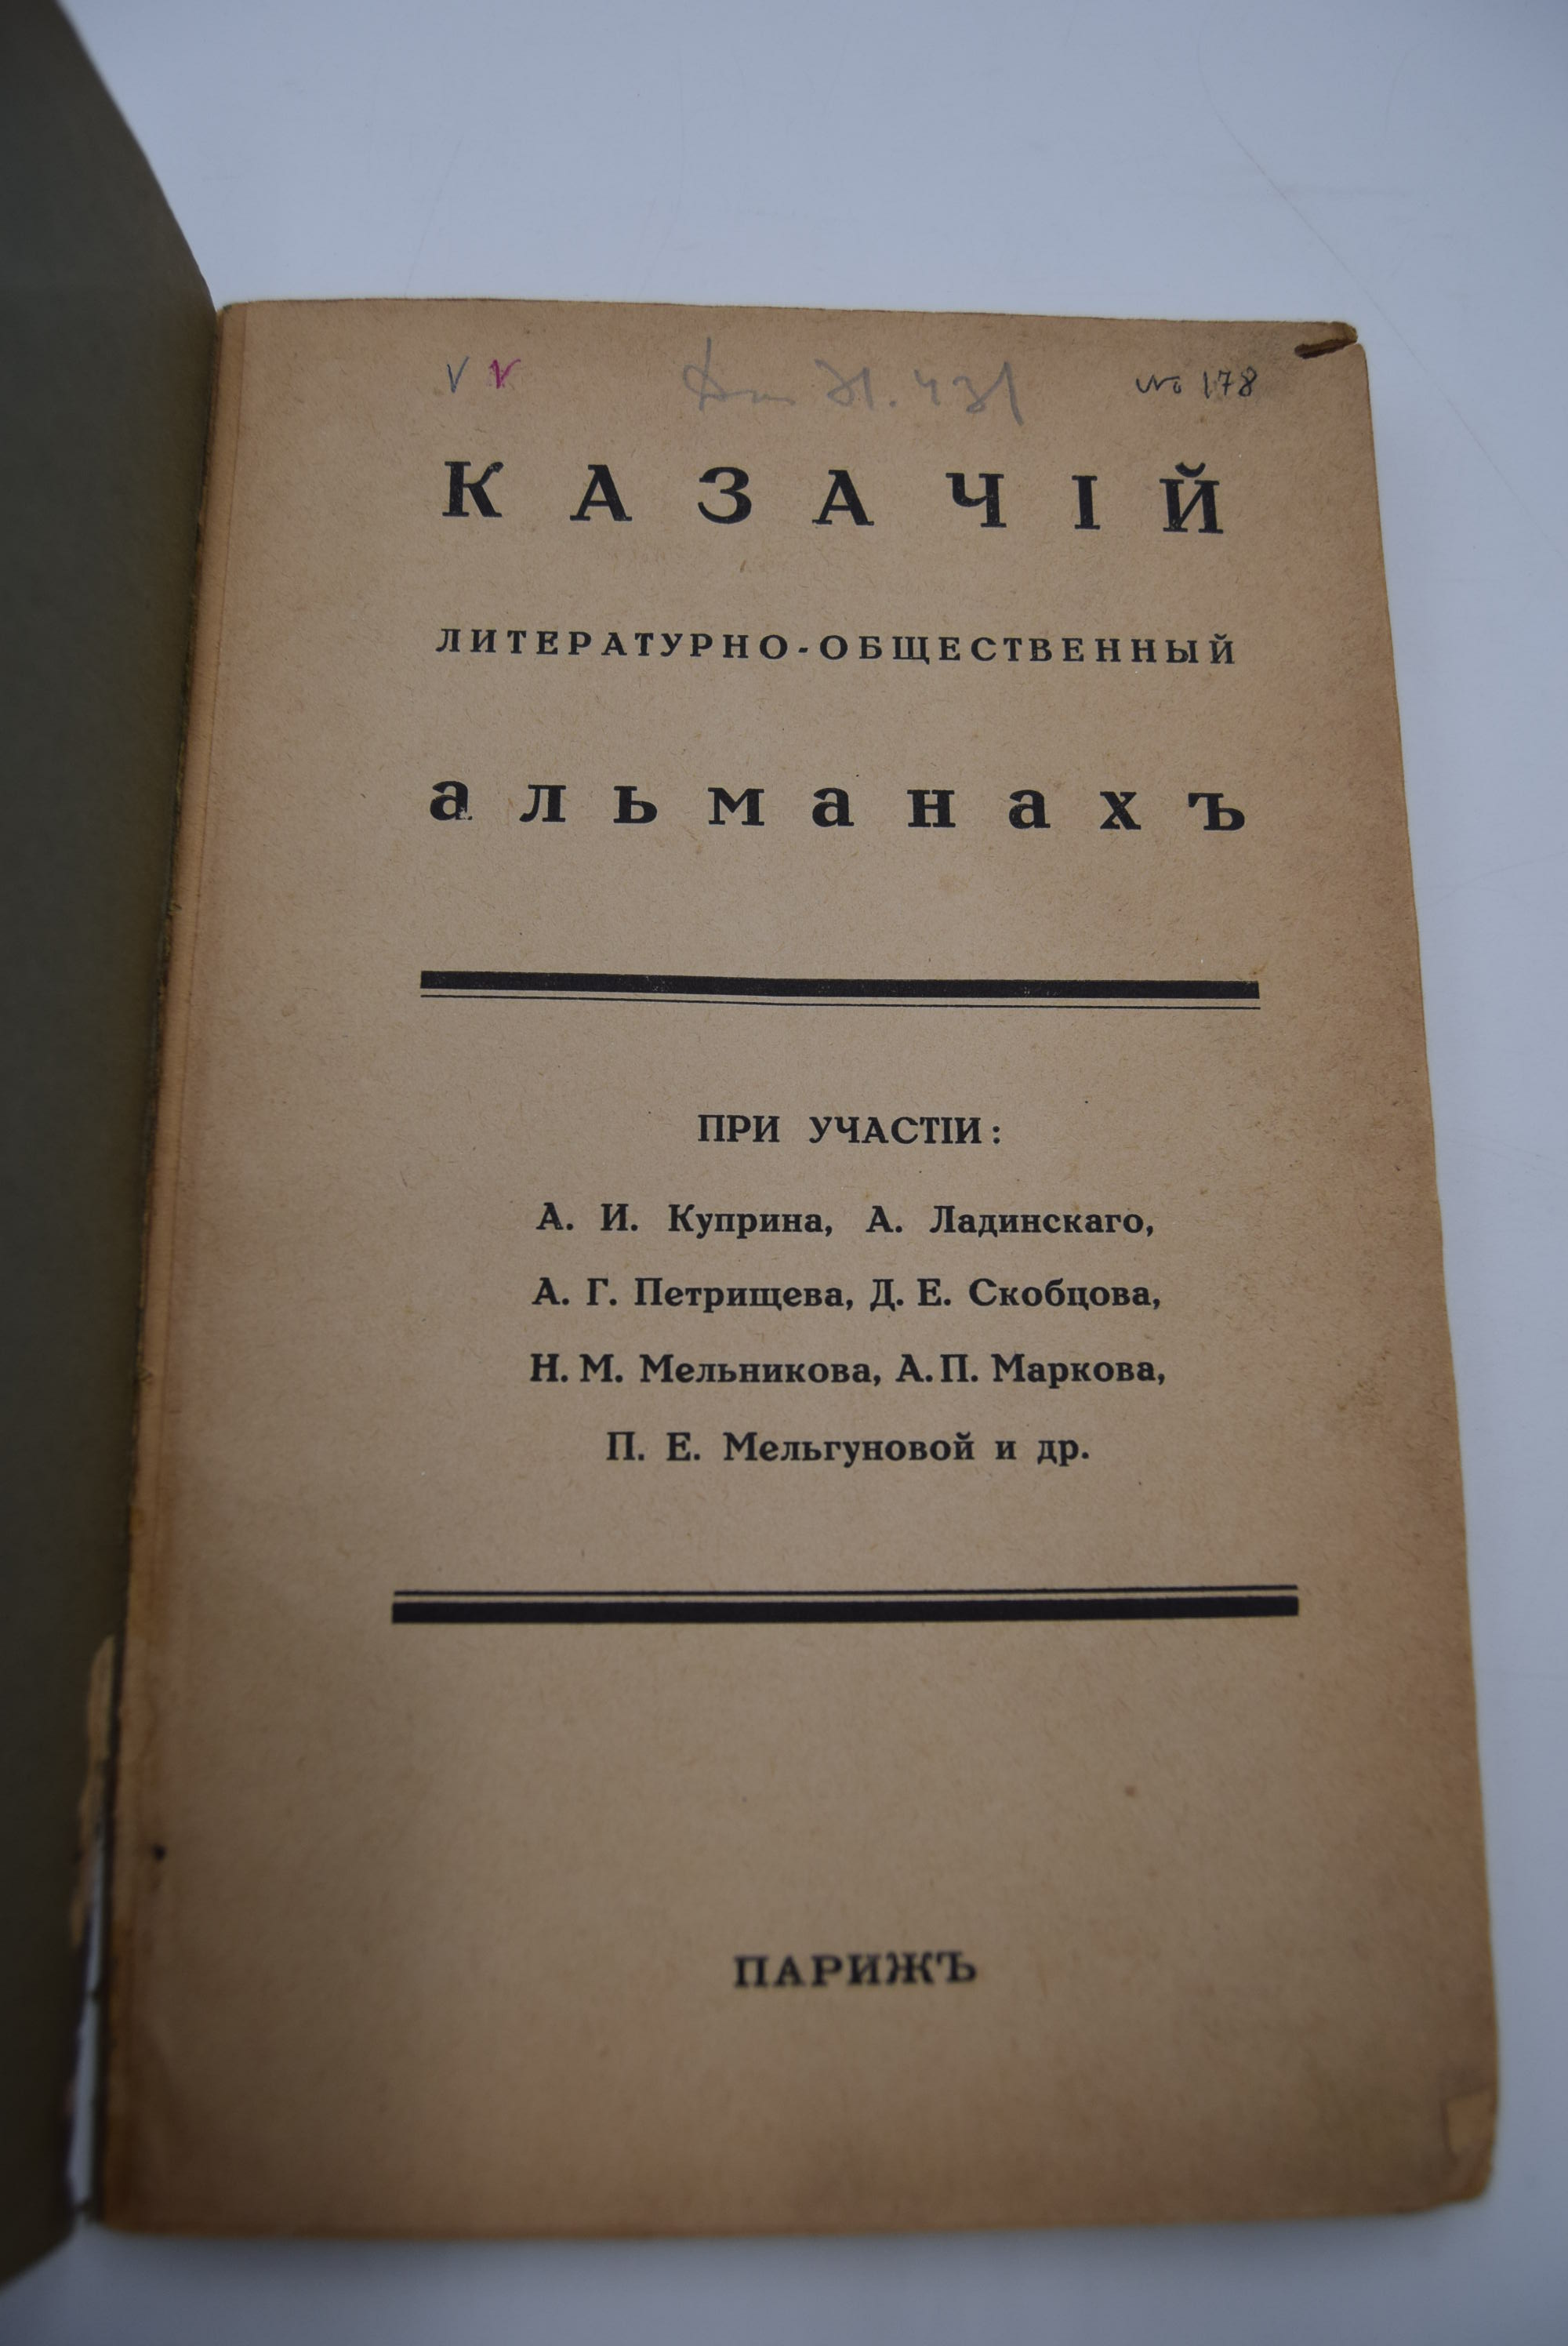 № 178
КАЗАЧІЙ
ЛИТЕРАТУРНО-ОБЩЕСТВЕННЫЙ
альманахъ
ПРИ УЧАСТІИ:
А. И. Куприна, А. Ладинскаго,
А. Г. Петрищева, Д. Е. Скобцова,
Н. М. Мельникова, А. П. Маркова,
П. Е. Мельгуновой и др.
ПАРИЖЪ